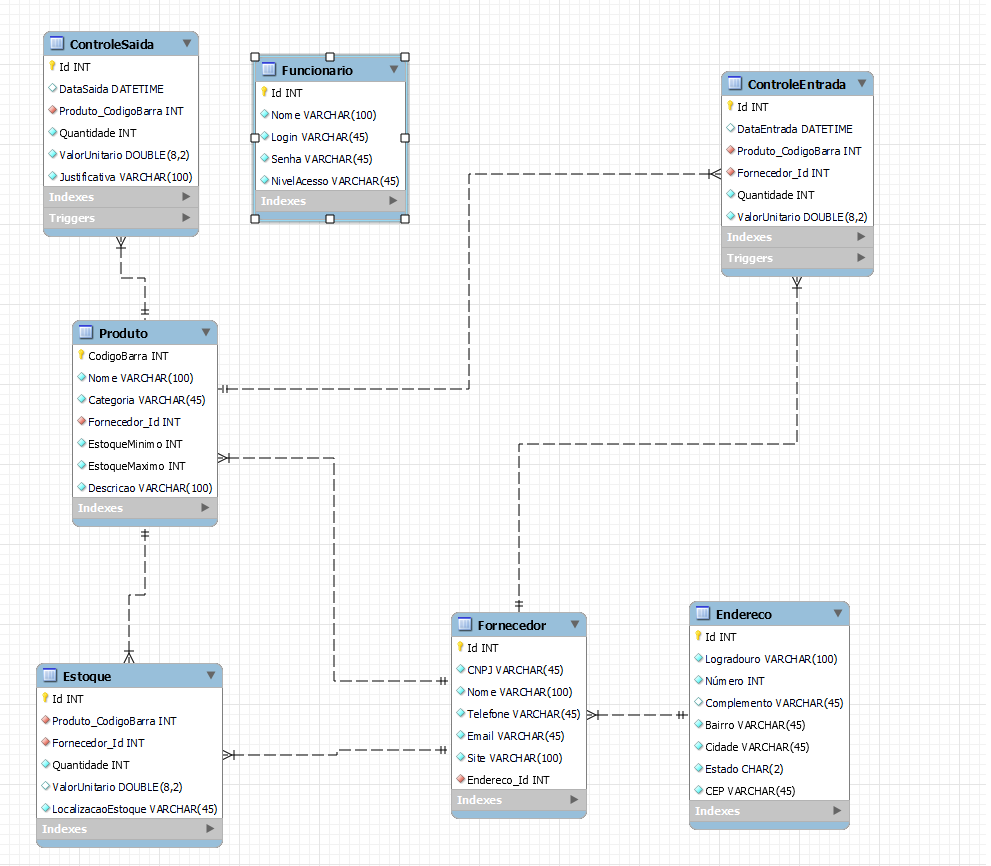 ControleSaida
Id INT
DataSaida DATETIME
Produto_CodigoBarra INT
Quantidade INT
ValorUnitario DOUBLE(8,2)
Justificativa VARCHAR(100)
Indexes
Triggers
Funcionario
Id INT
Nome VARCHAR(100)
Login VARCHAR(45)
Senha VARCHAR(45)
NivelAcesso VARCHAR(45)
Indexes
ControleEntrada
Id INT
DataEntrada DATETIME
Produto_CodigoBarra INT
Fornecedor_Id INT
Quantidade INT
ValorUnitario DOUBLE(8,2)
Indexes
Triggers
Produto
CodigoBarra INT
Nome VARCHAR(100)
Categoria VARCHAR(45)
Fornecedor_Id INT
EstoqueMinimo INT
EstoqueMaximo INT
Descricao VARCHAR(100)
Indexes
Estoque
Id INT
Produto_CodigoBarra INT
Fornecedor_Id INT
Quantidade INT
ValorUnitario DOUBLE(8,2)
LocalizacaoEstoque VARCHAR(45)
Indexes
Fornecedor
Id INT
CNPJ VARCHAR(45)
Nome VARCHAR(100)
Telefone VARCHAR(45)
Email VARCHAR(45)
Site VARCHAR(100)
Endereco_Id INT
Indexes
Endereco
Id INT
Logradouro VARCHAR(100)
Número INT
Complemento VARCHAR(45)
Bairro VARCHAR(45)
Cidade VARCHAR(45)
Estado CHAR(2)
CEP VARCHAR(45)
Indexes